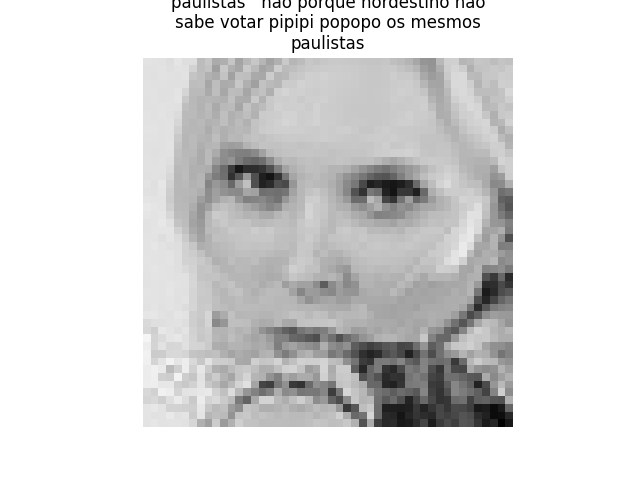 paulistas   não porque nordestino não
sabe votar pipipi popopo os mesmos
paulistas